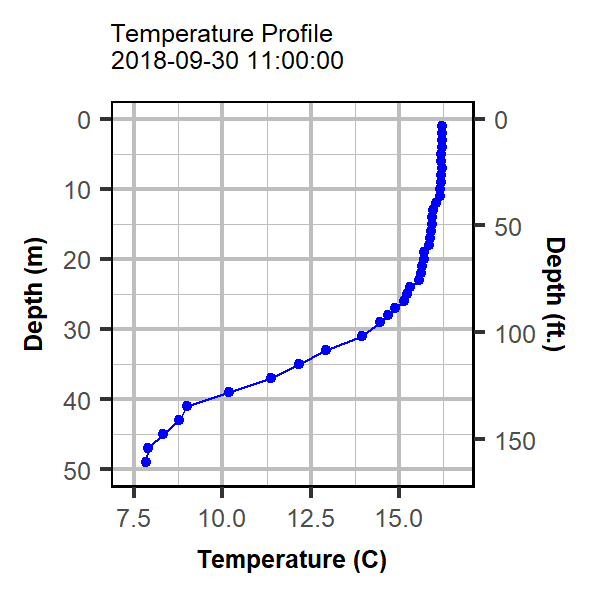 Temperature Profile
2018-09-30 11:00:00
0
10
20
30
40
50
Depth (m)
0
50
100
150
Depth (ft.)
7.5 10.0 12.5 15.0
Temperature (C)